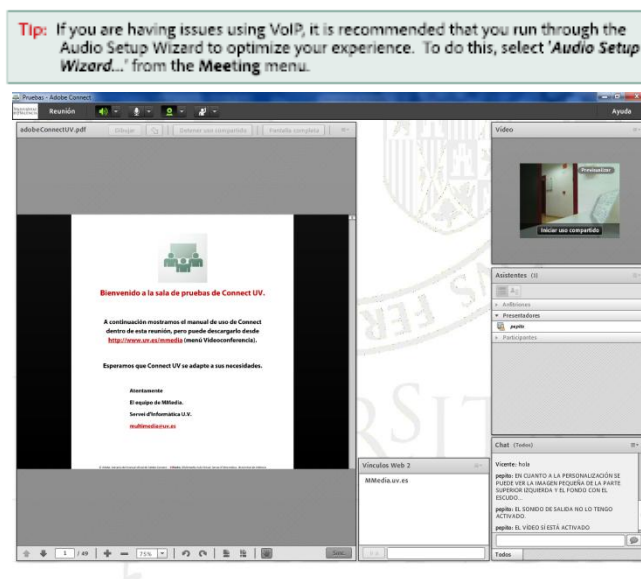 Tip: If you are having issues using VoIP, it is recommended that you run through the
Audio Setup Wizard to optimize your experience. To do this, select 'Audio Setup
Wizard...' from the Meeting menu.
Pruebas - Adobe Connect
Reunión
Ayuda
adobeConnectUV.pdf
Dibujar
Detener uso compartido
Pantalla completa
Bienvenido a la sala de pruebas de Connect UV.
A continuación mostramos el manual de uso de Connect
dentro de esta reunión, pero puede descargarlo desde
http://www.uv.es/mmedia (menú Videoconferencia).
Esperamos que Connect UV se adapte a sus necesidades.
Atentamente
El equipo de MMedia.
Servei d'Informàtica U.V.
multimedia@uv.es
1 / 49
75%
Vínculos Web 2
MMedia.uv.es
Vídeo
Previsualizar
Iniciar uso compartido
Asistentes (1)
Anfitriones
Presentadores
pepito
Participantes
Chat (Todos)
Vicente: hola
pepito: EN CUANTO A LA PERSONALIZACIÓN SE
PUEDE VER LA IMAGEN PEQUEÑA DE LA PARTE
SUPERIOR IZQUIERDA Y EL FONDO CON EL
ESCUDO...
pepito: EL SONIDO DE SALIDA NO LO TENGO
ACTIVADO.
pepito: EL VÍDEO SÍ ESTÁ ACTIVADO
Todos